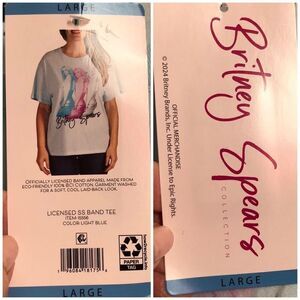 LARGE
Britney Spears
OFFICIALLY LICENSED BAND APPAREL MADE FROM
ECO-FRIENDLY 100% BCI COTTON. GARMENT WASHED
FOR A SOFT, COOL, LAID-BACK LOOK.
LICENSED SS BAND TEE
COLOR: LIGHT BLUE
PAPER
TAG
LARGE
LARGE
Britney
Spears
COLLECTION
OFFICIAL MERCHANDISE
© 2024 Britney Brands, Inc. Under License to Epic Rights.
LARGE